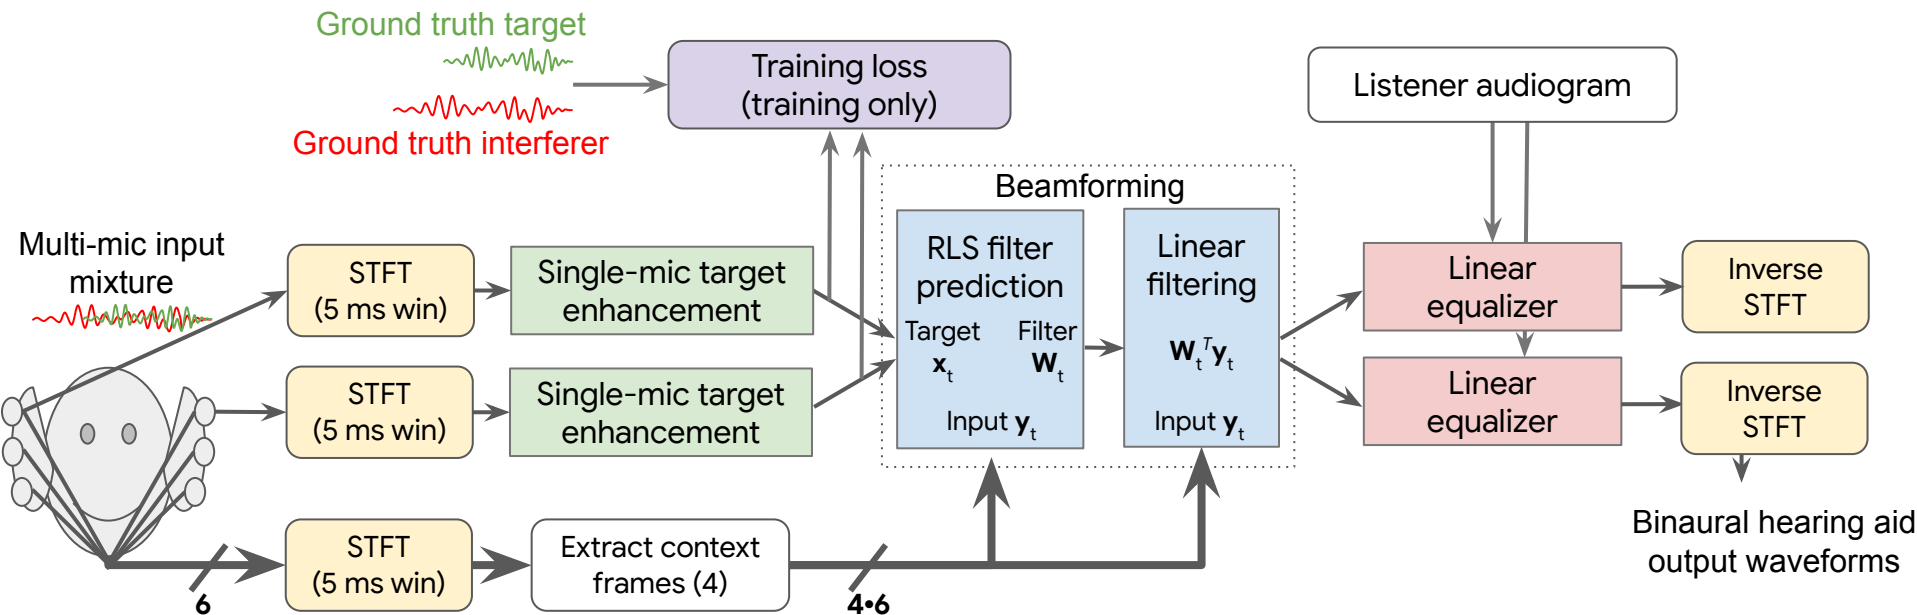 Ground truth target
Ground truth interferer
Training loss
(training only)
Listener audiogram
Multi-mic input
mixture
STFT
(5 ms win)
Single-mic target
enhancement
STFT
(5 ms win)
Single-mic target
enhancement
Beamforming
RLS filter
prediction
Target Filter
x_t W_t
Input y_t
Linear
filtering
W_t^T y_t
Input y_t
Linear
equalizer
Inverse
STFT
Linear
equalizer
Inverse
STFT
6
STFT
(5 ms win)
Extract context
frames (4)
4•6
Binaural hearing aid
output waveforms